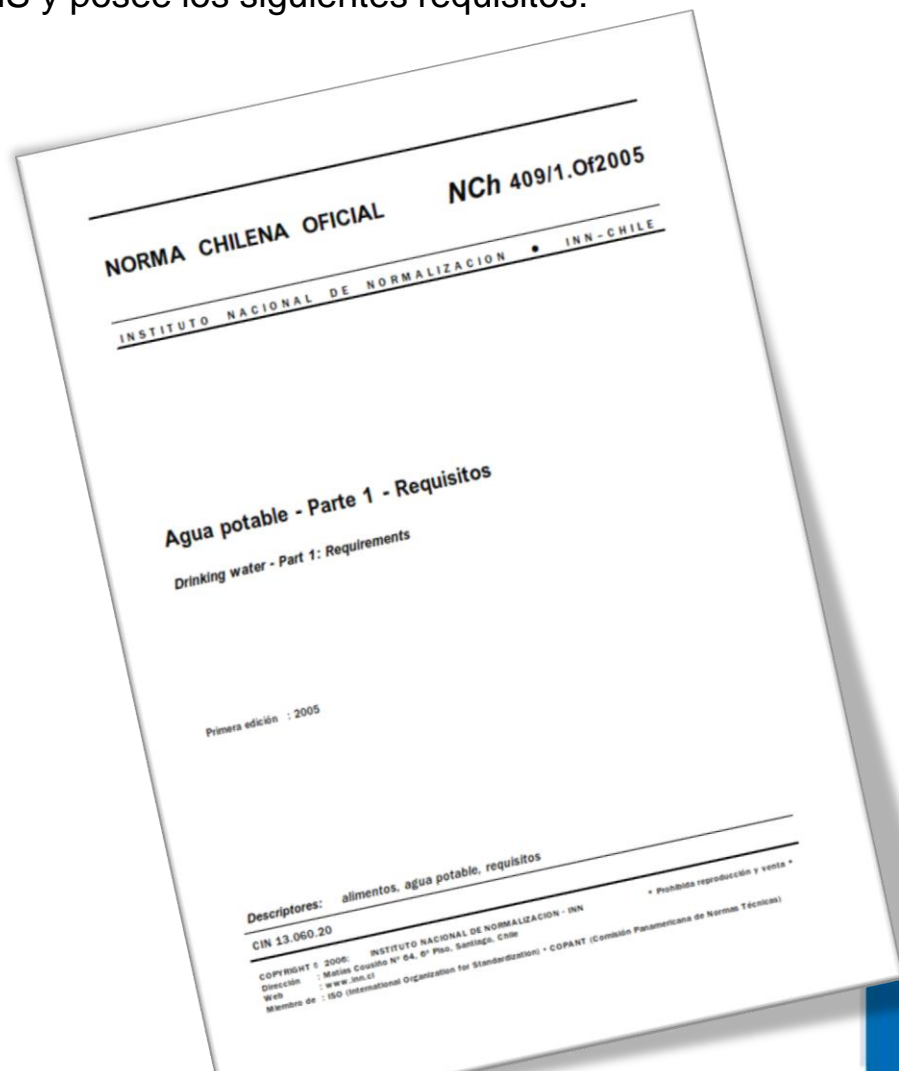 IS y posee los siguientes requisitos:
NORMA CHILENA OFICIAL NCh 409/1.Of2005
INSTITUTO NACIONAL DE NORMALIZACION • INN-CHILE
Agua potable - Parte 1 - Requisitos
Drinking water - Part 1: Requirements
Primera edición : 2005
Descriptores: alimentos, agua potable, requisitos
CIN 13.060.20
COPYRIGHT © 2006: INSTITUTO NACIONAL DE NORMALIZACION - INN * Prohibida reproducción y venta *
Dirección : Matías Cousiño N° 64, 6° Piso, Santiago, Chile
Web : www.inn.cl
Miembro de : ISO (International Organization for Standardization) • COPANT (Comisión Panamericana de Normas Técnicas)